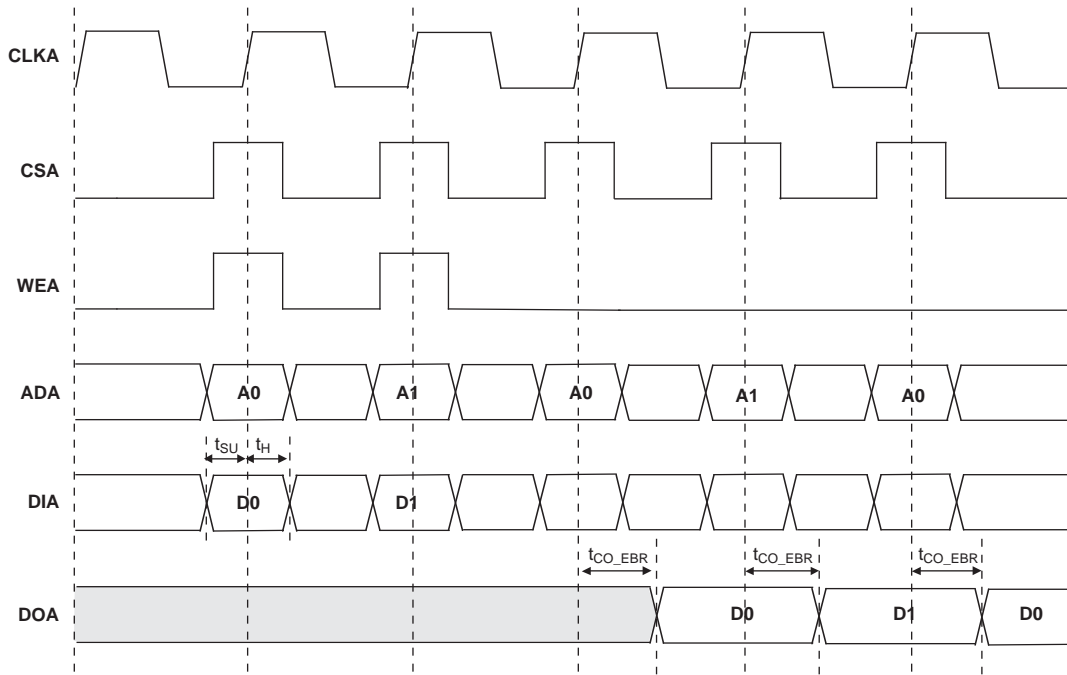 CLKA
CSA
WEA
ADA A0 A1 A0 A1 A0
tSU tH
DIA D0 D1
tCO_EBR tCO_EBR tCO_EBR
DOA D0 D1 D0